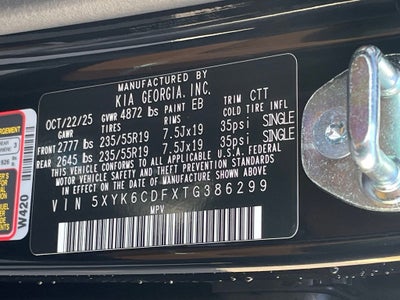 MANUFACTURED BY
KIA GEORGIA, INC.
OCT/22/25 GVWR 4872 lbs PAINT EB TRIM CTT
GAWR TIRES RIMS COLD TIRE INFL
FRONT 2777 lbs 235/55R19 7.5Jx19 35psi SINGLE
REAR 2645 lbs 235/55R19 7.5Jx19 35psi SINGLE
THIS VEHICLE CONFORMS TO ALL APPLICABLE FEDERAL
MOTOR VEHICLE SAFETY, BUMPER, AND THEFT PREVENTION
STANDARDS IN EFFECT ON THE DATE OF MANUFACTURE
SHOWN ABOVE.
VIN 5XYK6CDFXTG386299
MPV
W420